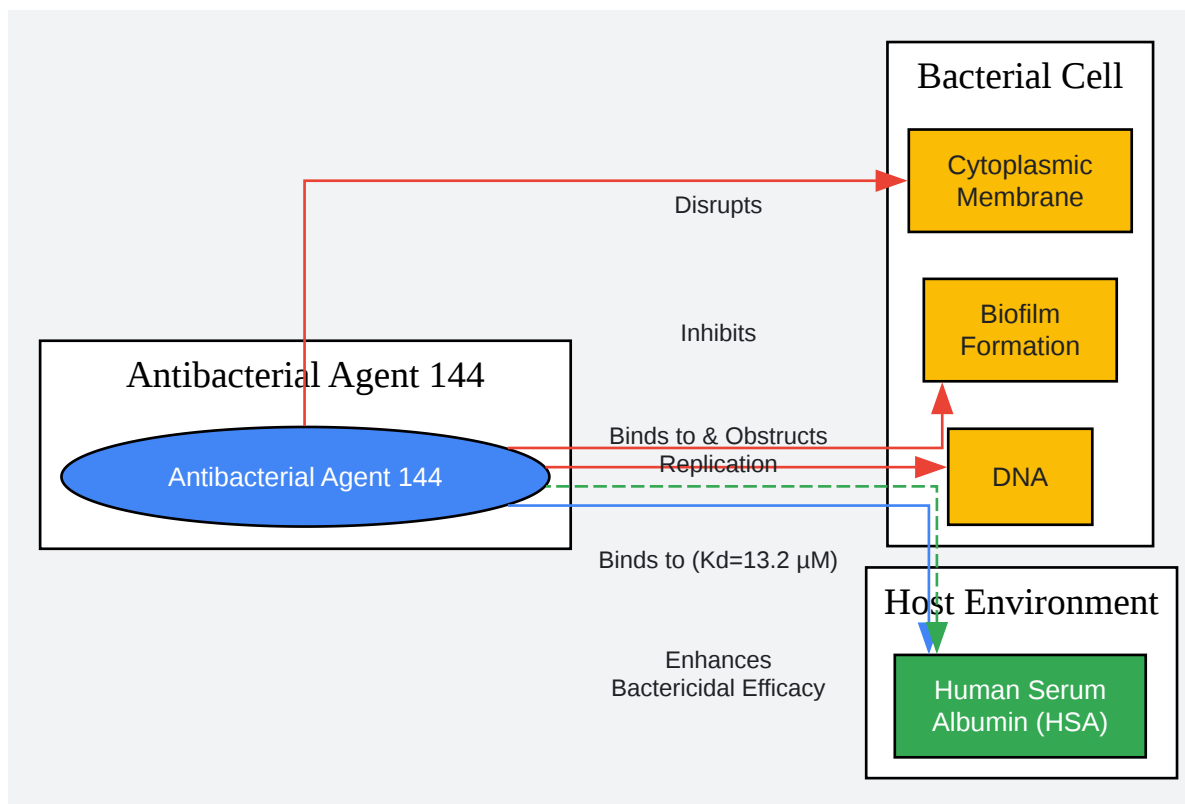 Bacterial Cell
Cytoplasmic
Membrane
Disrupts
Biofilm
Formation
Inhibits
Antibacterial Agent 144
Antibacterial Agent 144
Binds to & Obstructs
Replication
DNA
Binds to (Kd=13.2 µM)
Host Environment
Enhances
Bactericidal Efficacy
Human Serum
Albumin (HSA)